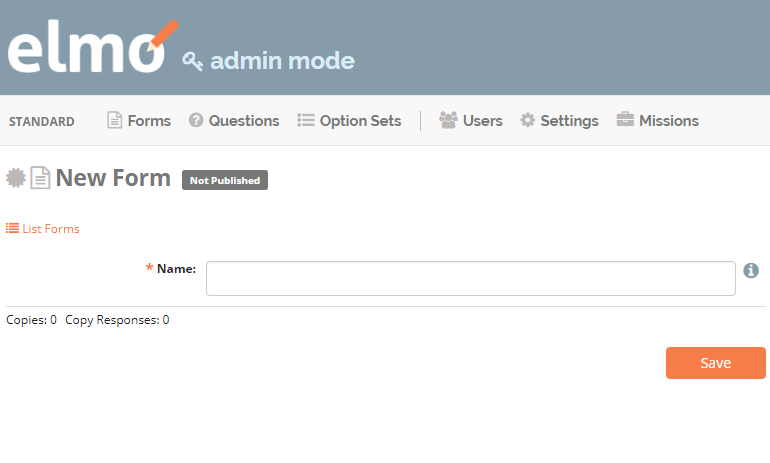 elmo admin mode
STANDARD Forms Questions Option Sets Users Settings Missions
New Form Not Published
List Forms
* Name:
Copies: 0 Copy Responses: 0
Save